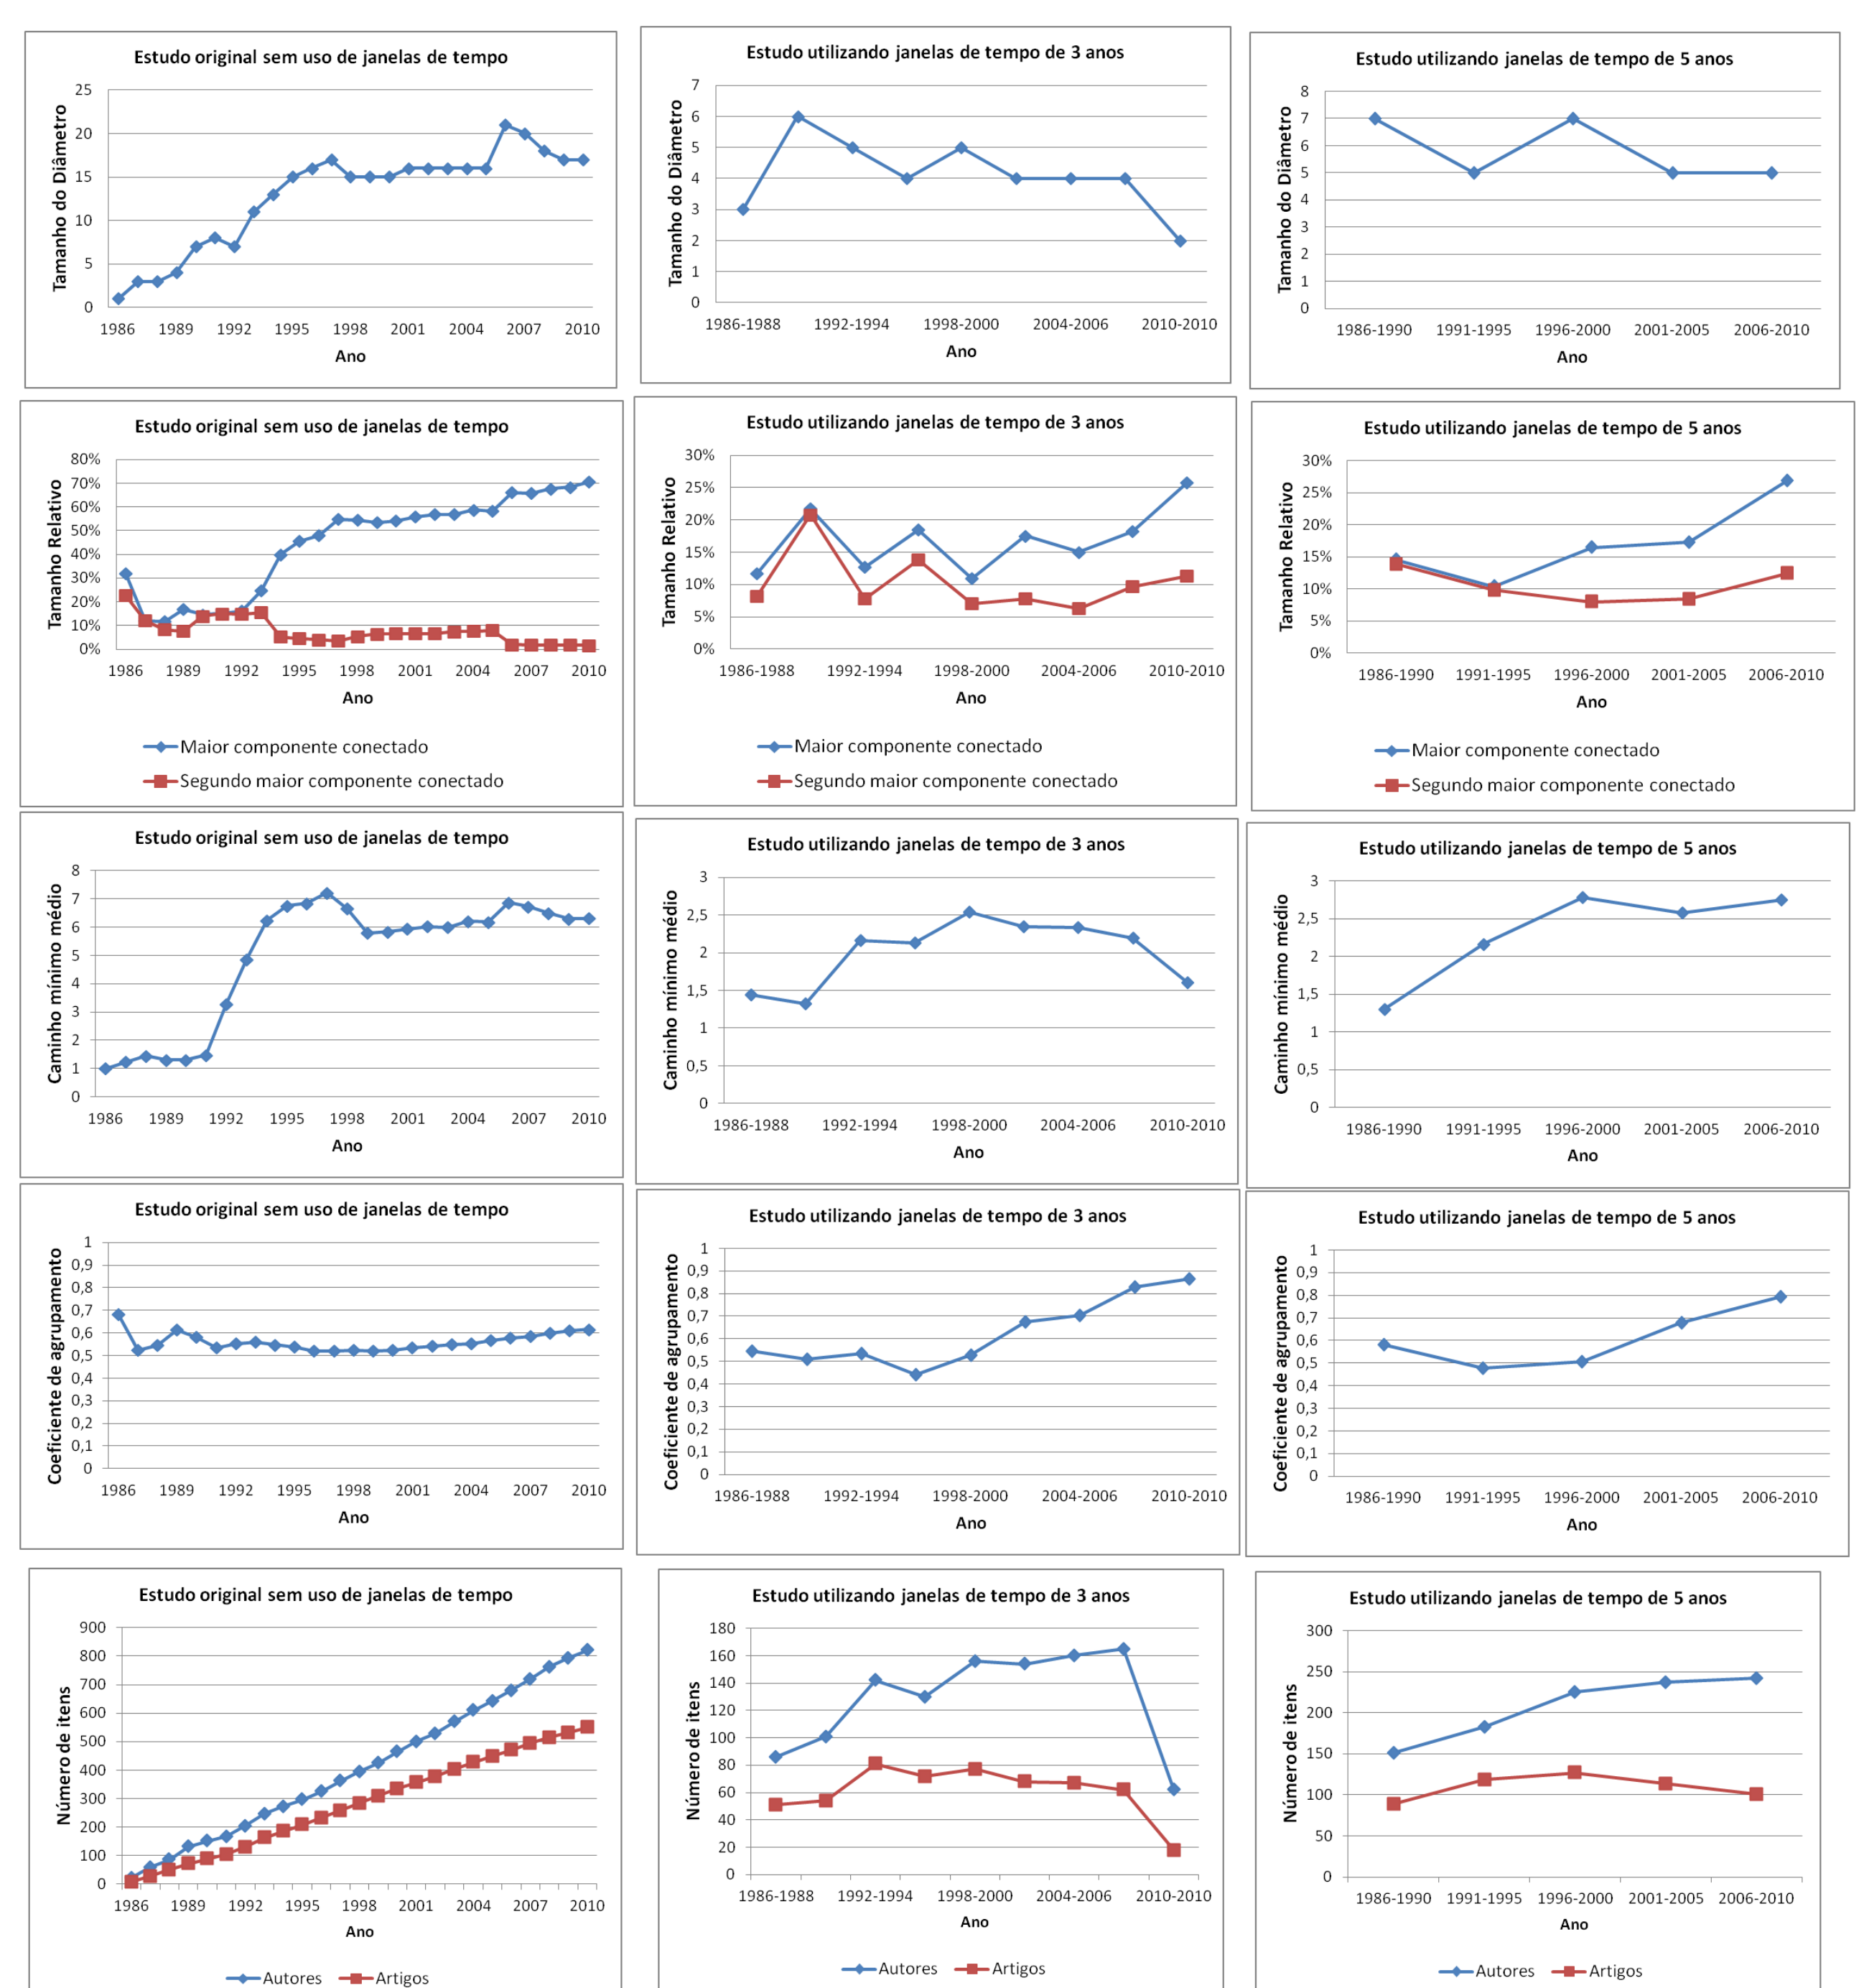 Estudo original sem uso de janelas de tempo
Tamanho do Diâmetro
25
20
15
10
5
0
1986 1989 1992 1995 1998 2001 2004 2007 2010
Ano
Estudo utilizando janelas de tempo de 3 anos
Tamanho do Diâmetro
7
6
5
4
3
2
1
0
1986-1988 1992-1994 1998-2000 2004-2006 2010-2010
Ano
Estudo utilizando janelas de tempo de 5 anos
Tamanho do Diâmetro
8
7
6
5
4
3
2
1
0
1986-1990 1991-1995 1996-2000 2001-2005 2006-2010
Ano
Estudo original sem uso de janelas de tempo
Tamanho Relativo
80%
70%
60%
50%
40%
30%
20%
10%
0%
1986 1989 1992 1995 1998 2001 2004 2007 2010
Ano
Maior componente conectado
Segundo maior componente conectado
Estudo utilizando janelas de tempo de 3 anos
Tamanho Relativo
30%
25%
20%
15%
10%
5%
0%
1986-1988 1992-1994 1998-2000 2004-2006 2010-2010
Ano
Maior componente conectado
Segundo maior componente conectado
Estudo utilizando janelas de tempo de 5 anos
Tamanho Relativo
30%
25%
20%
15%
10%
5%
0%
1986-1990 1991-1995 1996-2000 2001-2005 2006-2010
Ano
Maior componente conectado
Segundo maior componente conectado
Estudo original sem uso de janelas de tempo
Caminho mínimo médio
8
7
6
5
4
3
2
1
0
1986 1989 1992 1995 1998 2001 2004 2007 2010
Ano
Estudo utilizando janelas de tempo de 3 anos
Caminho mínimo médio
3
2,5
2
1,5
1
0,5
0
1986-1988 1992-1994 1998-2000 2004-2006 2010-2010
Ano
Estudo utilizando janelas de tempo de 5 anos
Caminho mínimo médio
3
2,5
2
1,5
1
0,5
0
1986-1990 1991-1995 1996-2000 2001-2005 2006-2010
Ano
Estudo original sem uso de janelas de tempo
Coeficiente de agrupamento
1
0,9
0,8
0,7
0,6
0,5
0,4
0,3
0,2
0,1
0
1986 1989 1992 1995 1998 2001 2004 2007 2010
Ano
Estudo utilizando janelas de tempo de 3 anos
Coeficiente de agrupamento
1
0,9
0,8
0,7
0,6
0,5
0,4
0,3
0,2
0,1
0
1986-1988 1992-1994 1998-2000 2004-2006 2010-2010
Ano
Estudo utilizando janelas de tempo de 5 anos
Coeficiente de agrupamento
1
0,9
0,8
0,7
0,6
0,5
0,4
0,3
0,2
0,1
0
1986-1990 1991-1995 1996-2000 2001-2005 2006-2010
Ano
Estudo original sem uso de janelas de tempo
Número de itens
900
800
700
600
500
400
300
200
100
0
1986 1989 1992 1995 1998 2001 2004 2007 2010
Ano
Autores Artigos
Estudo utilizando janelas de tempo de 3 anos
Número de itens
180
160
140
120
100
80
60
40
20
0
1986-1988 1992-1994 1998-2000 2004-2006 2010-2010
Ano
Autores Artigos
Estudo utilizando janelas de tempo de 5 anos
Número de itens
300
250
200
150
100
50
0
1986-1990 1991-1995 1996-2000 2001-2005 2006-2010
Ano
Autores Artigos